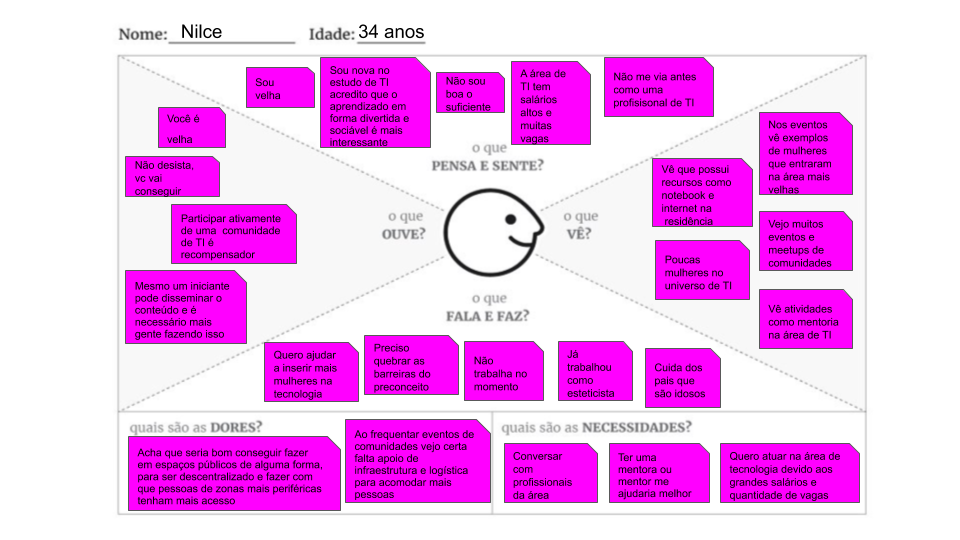 Nome: Nilce Idade: 34 anos
Sou
velha
Sou nova no
estudo de TI
acredito que o
aprendizado em
forma divertida e
sociável é mais
interessante
Não sou
boa o
suficiente
A área de
TI tem
salários
altos e
muitas
vagas
Não me via antes
como uma
profisisonal de TI
o que
PENSA E SENTE?
Você é
velha
Não desista,
vc vai
conseguir
Participar ativamente
de uma comunidade
de TI é
recompensador
Mesmo um iniciante
pode disseminar o
conteúdo e é
necessário mais
gente fazendo isso
o que
OUVE?
o que
VÊ?
Vê que possui
recursos como
notebook e
internet na
residência
Nos eventos
vê exemplos
de mulheres
que entraram
na área mais
velhas
Vejo muitos
eventos e
meetups de
comunidades
Poucas
mulheres no
universo de TI
Vê atividades
como mentoria
na área de TI
o que
FALA E FAZ?
Quero ajudar
a inserir mais
mulheres na
tecnologia
Preciso
quebrar as
barreiras do
preconceito
Não
trabalha no
momento
Já
trabalhou
como
esteticista
Cuida dos
pais que
são idosos
quais são as DORES?
Acha que seria bom conseguir fazer
em espaços públicos de alguma forma,
para ser descentralizado e fazer com
que pessoas de zonas mais periféricas
tenham mais acesso
Ao frequentar eventos de
comunidades vejo certa
falta apoio de
infraestrutura e logística
para acomodar mais
pessoas
quais são as NECESSIDADES?
Conversar
com
profissionais
da área
Ter uma
mentora ou
mentor me
ajudaria melhor
Quero atuar na área de
tecnologia devido aos
grandes salários e
quantidade de vagas